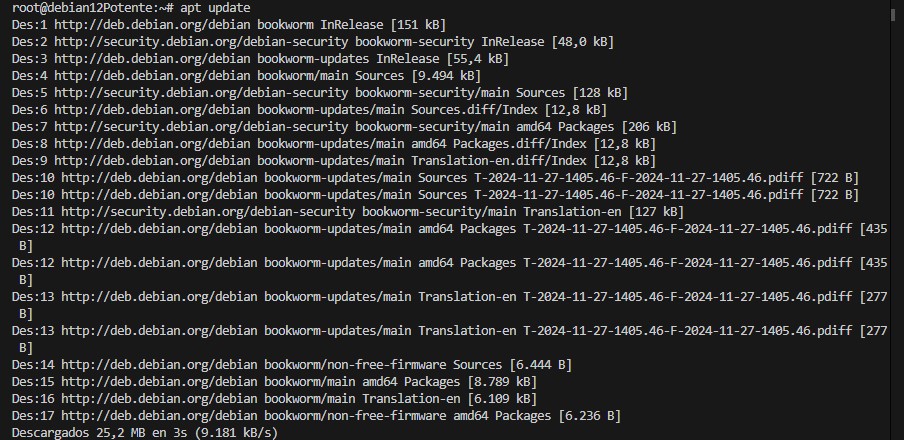 root@debian12Potente:~# apt update
Des:1 http://deb.debian.org/debian bookworm InRelease [151 kB]
Des:2 http://security.debian.org/debian-security bookworm-security InRelease [48,0 kB]
Des:3 http://deb.debian.org/debian bookworm-updates InRelease [55,4 kB]
Des:4 http://deb.debian.org/debian bookworm/main Sources [9.494 kB]
Des:5 http://security.debian.org/debian-security bookworm-security/main Sources [128 kB]
Des:6 http://deb.debian.org/debian bookworm-updates/main Sources.diff/Index [12,8 kB]
Des:7 http://security.debian.org/debian-security bookworm-security/main amd64 Packages [206 kB]
Des:8 http://deb.debian.org/debian bookworm-updates/main amd64 Packages.diff/Index [12,8 kB]
Des:9 http://deb.debian.org/debian bookworm-updates/main Translation-en.diff/Index [12,8 kB]
Des:10 http://deb.debian.org/debian bookworm-updates/main Sources T-2024-11-27-1405.46-F-2024-11-27-1405.46.pdiff [722 B]
Des:10 http://deb.debian.org/debian bookworm-updates/main Sources T-2024-11-27-1405.46-F-2024-11-27-1405.46.pdiff [722 B]
Des:11 http://security.debian.org/debian-security bookworm-security/main Translation-en [127 kB]
Des:12 http://deb.debian.org/debian bookworm-updates/main amd64 Packages T-2024-11-27-1405.46-F-2024-11-27-1405.46.pdiff [435
B]
Des:12 http://deb.debian.org/debian bookworm-updates/main amd64 Packages T-2024-11-27-1405.46-F-2024-11-27-1405.46.pdiff [435
B]
Des:13 http://deb.debian.org/debian bookworm-updates/main Translation-en T-2024-11-27-1405.46-F-2024-11-27-1405.46.pdiff [277
B]
Des:13 http://deb.debian.org/debian bookworm-updates/main Translation-en T-2024-11-27-1405.46-F-2024-11-27-1405.46.pdiff [277
B]
Des:14 http://deb.debian.org/debian bookworm/non-free-firmware Sources [6.444 B]
Des:15 http://deb.debian.org/debian bookworm/main amd64 Packages [8.789 kB]
Des:16 http://deb.debian.org/debian bookworm/main Translation-en [6.109 kB]
Des:17 http://deb.debian.org/debian bookworm/non-free-firmware amd64 Packages [6.236 B]
Descargados 25,2 MB en 3s (9.181 kB/s)